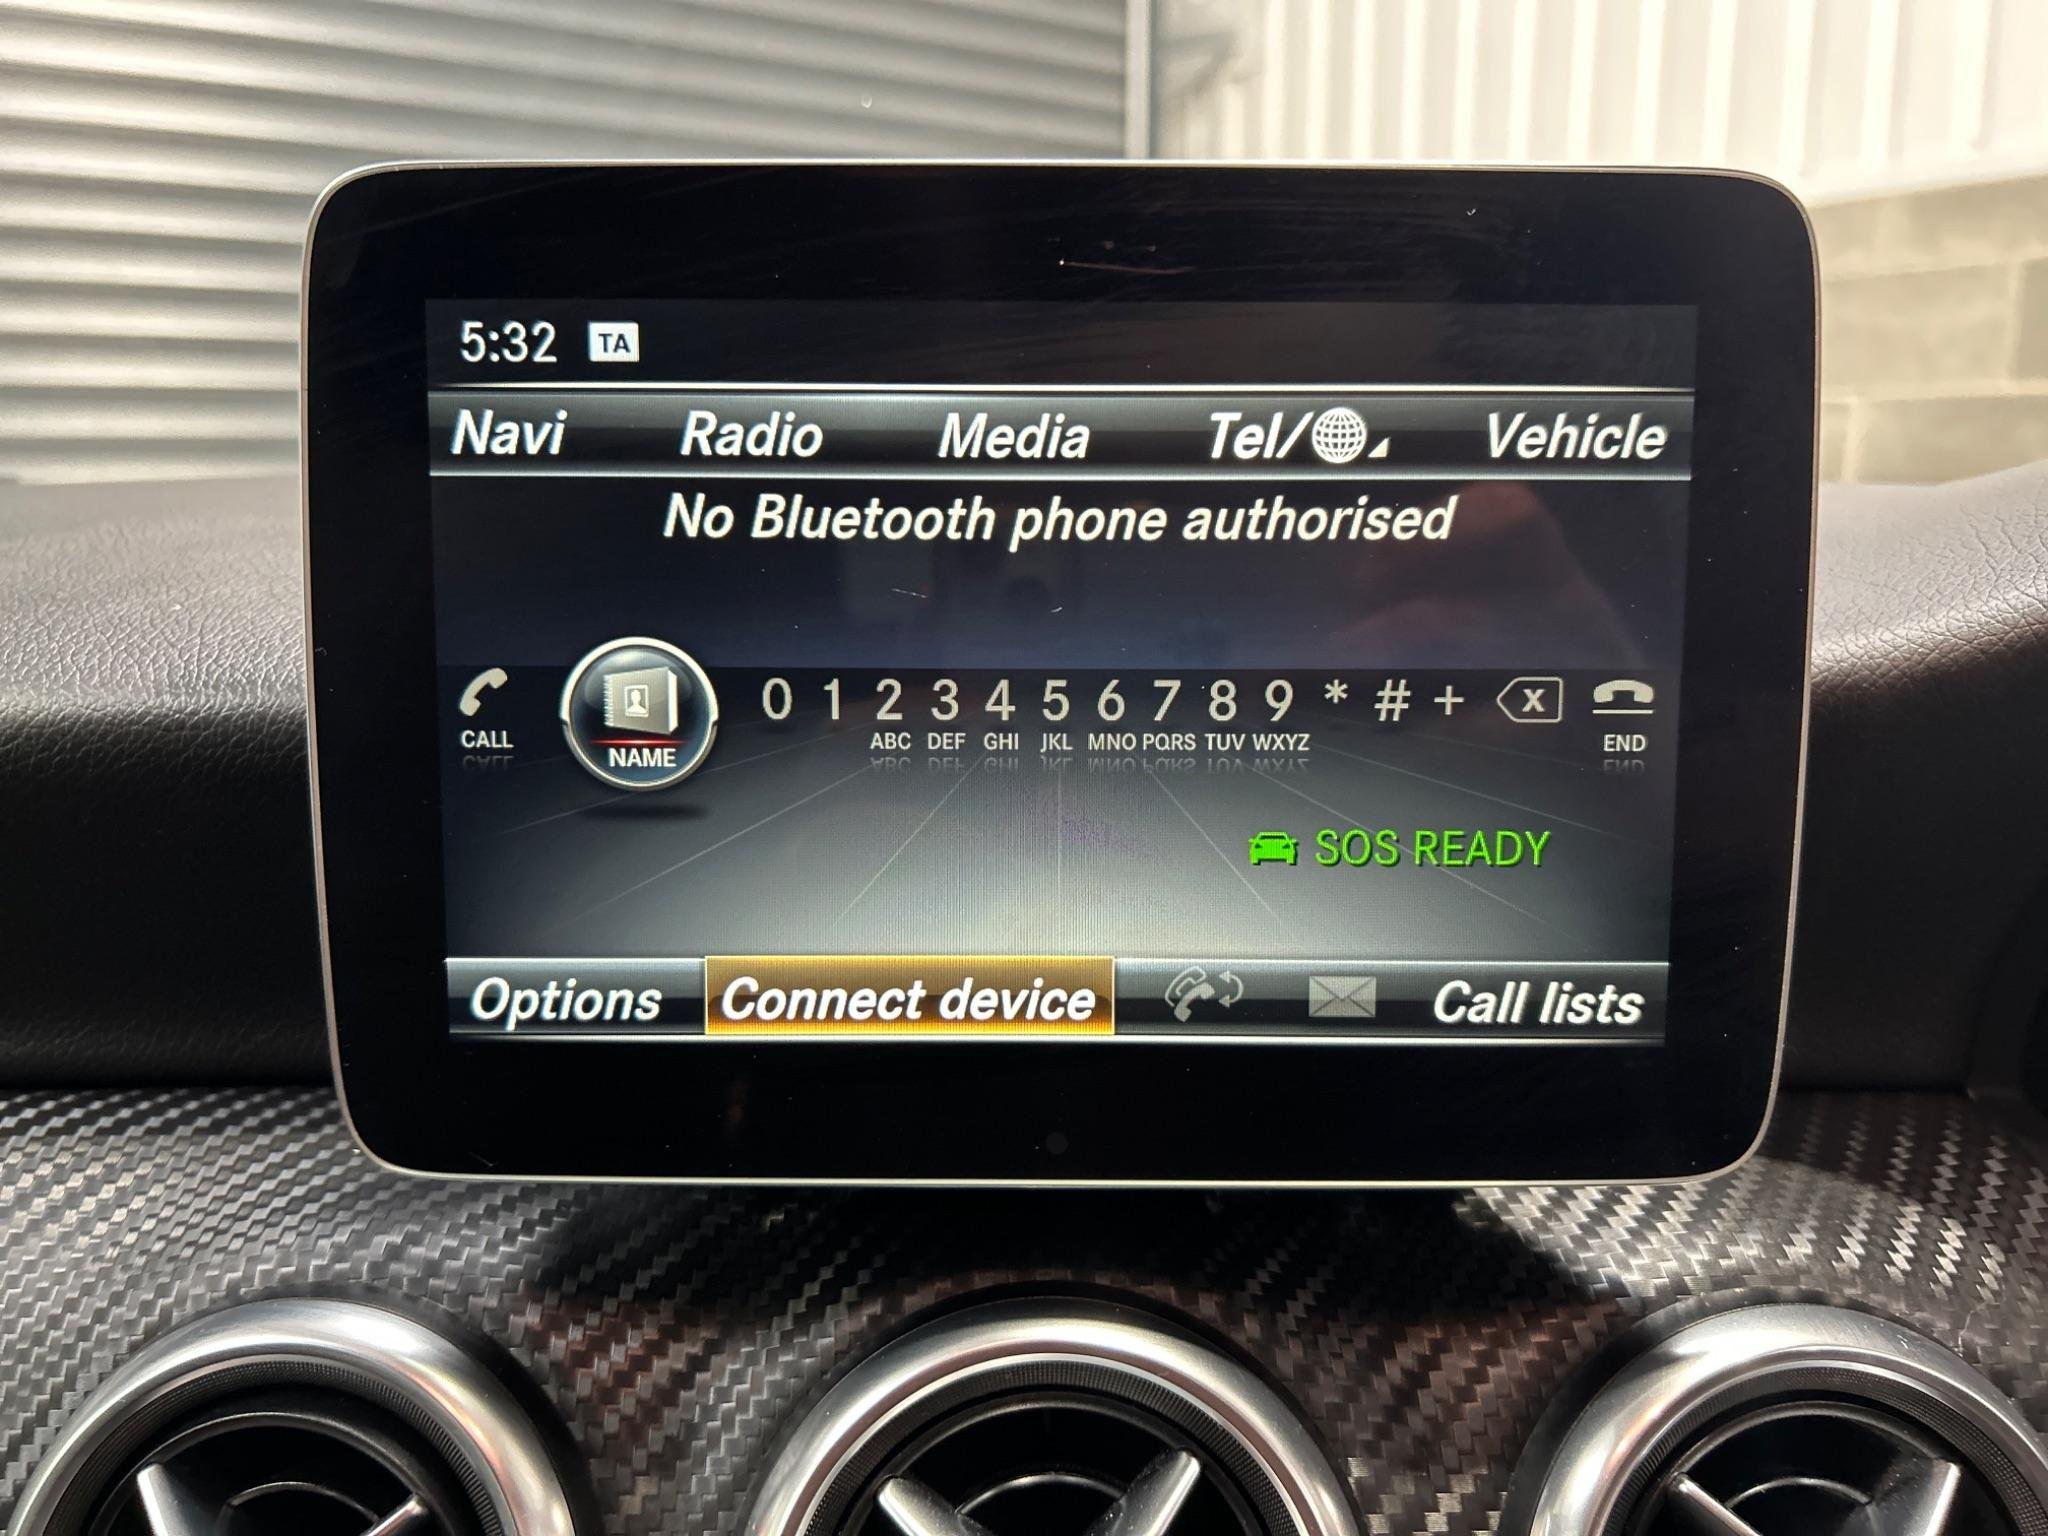 5:32 TA
Navi Radio Media Tel/ Vehicle
No Bluetooth phone authorised
0 1 2 3 4 5 6 7 8 9 * # + x
ABC DEF GHI JKL MNO PQRS TUV WXYZ
CALL NAME END
SOS READY
Options Connect device Call lists